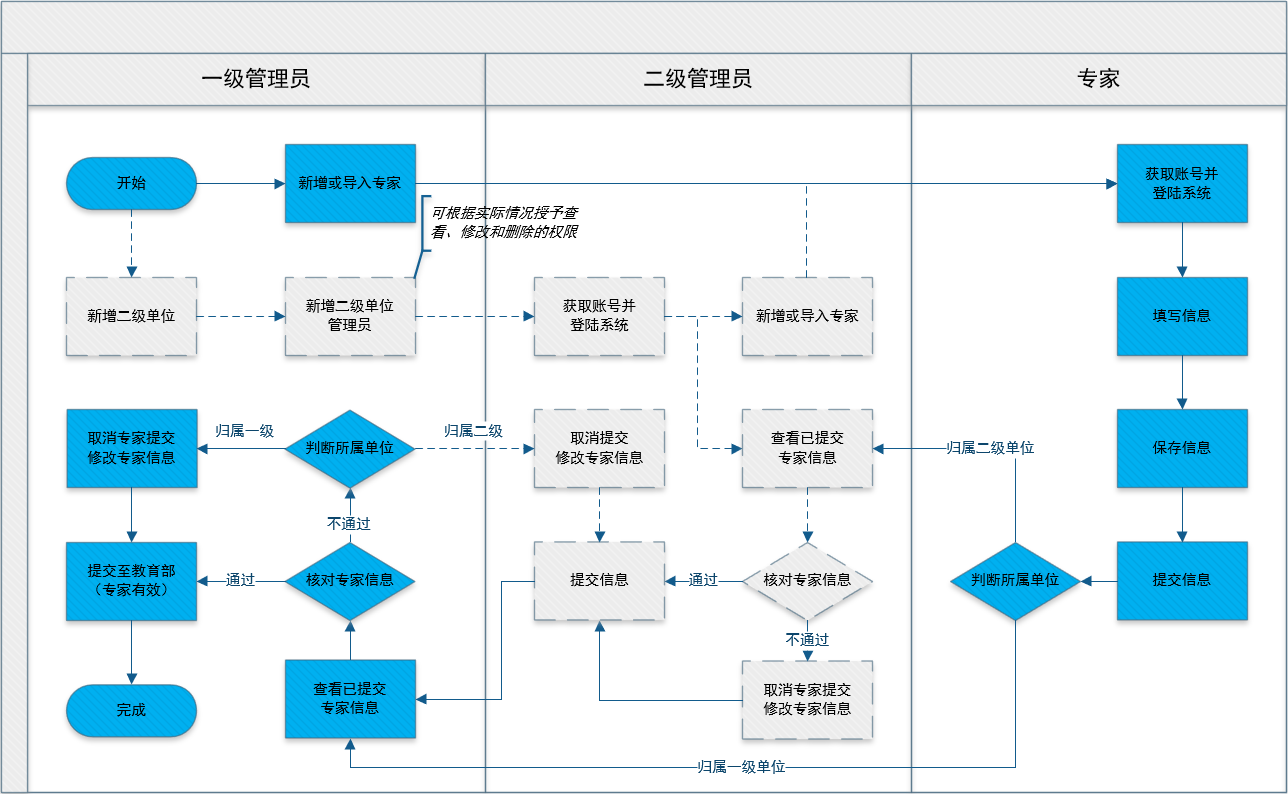 一级管理员
二级管理员
专家
开始
新增或导入专家
获取账号并
登陆系统
可根据实际情况授予查
看、修改和删除的权限
新增二级单位
新增二级单位
管理员
获取账号并
登陆系统
新增或导入专家
填写信息
取消专家提交
修改专家信息
归属一级
判断所属单位
归属二级
取消提交
修改专家信息
查看已提交
专家信息
归属二级单位
保存信息
不通过
提交至教育部
（专家有效）
通过
核对专家信息
提交信息
通过
核对专家信息
判断所属单位
提交信息
不通过
完成
查看已提交
专家信息
取消专家提交
修改专家信息
归属一级单位